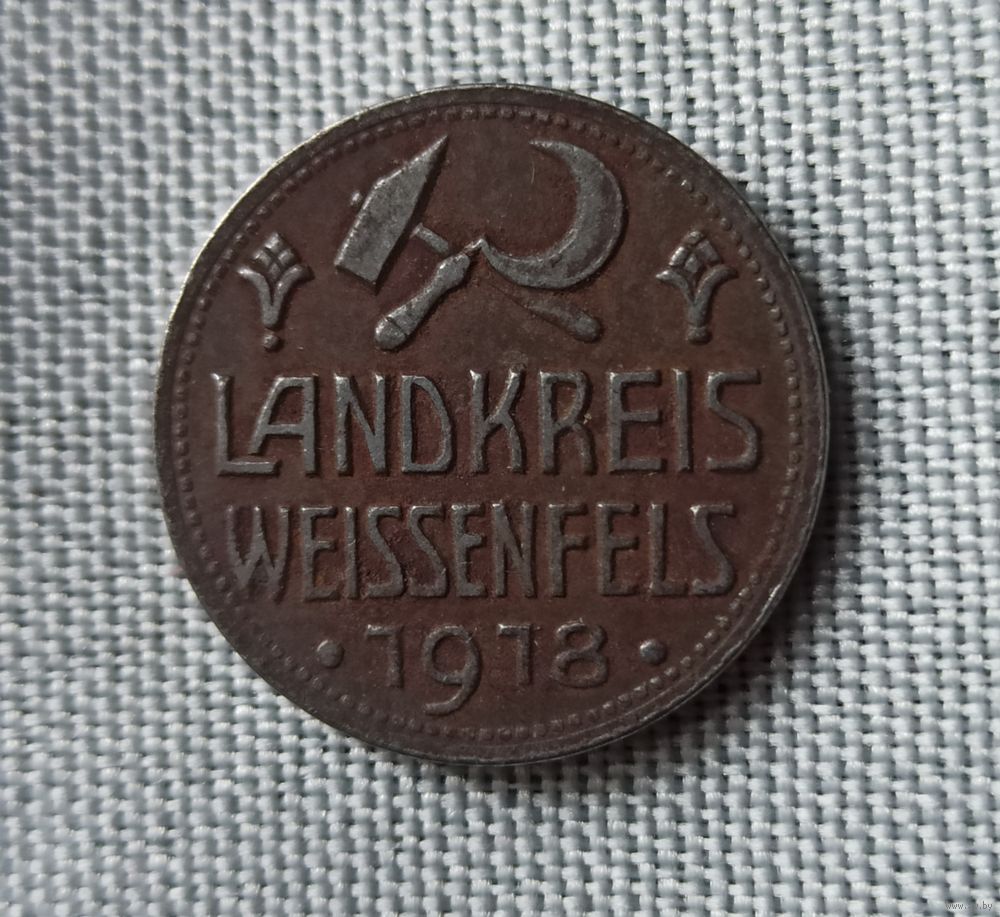 LANDKREIS
WEISSENFELS
· 1918 ·